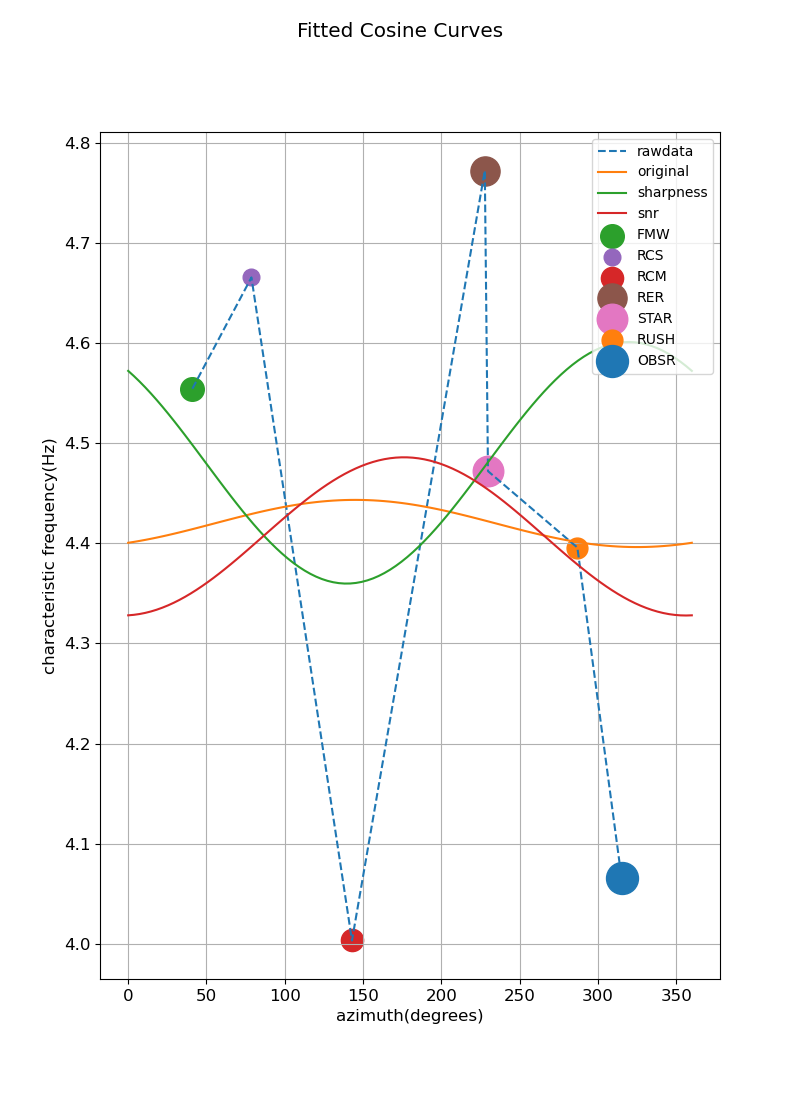 Fitted Cosine Curves
4.8
4.7
4.6
4.5
4.4
4.3
4.2
4.1
4.0
characteristic frequency(Hz)
rawdata
original
sharpness
snr
FMW
RCS
RCM
RER
STAR
RUSH
OBSR
0 50 100 150 200 250 300 350
azimuth(degrees)